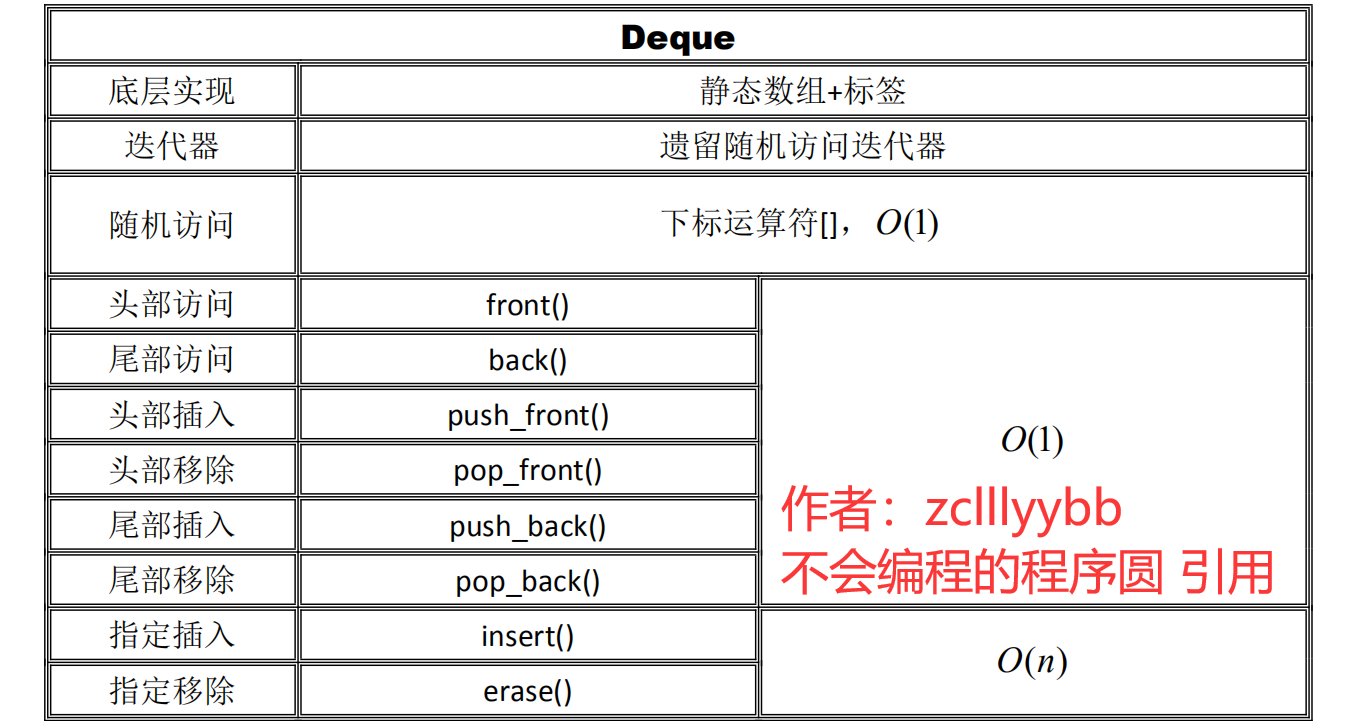 Deque
底层实现 静态数组+标签
迭代器 遗留随机访问迭代器
随机访问 下标运算符[]，O(1)
头部访问 front()
尾部访问 back()
头部插入 push_front()
O(1)
头部移除 pop_front()
作者：zclllyybb
尾部插入 push_back()
不会编程的程序圆 引用
尾部移除 pop_back()
指定插入 insert()
O(n)
指定移除 erase()